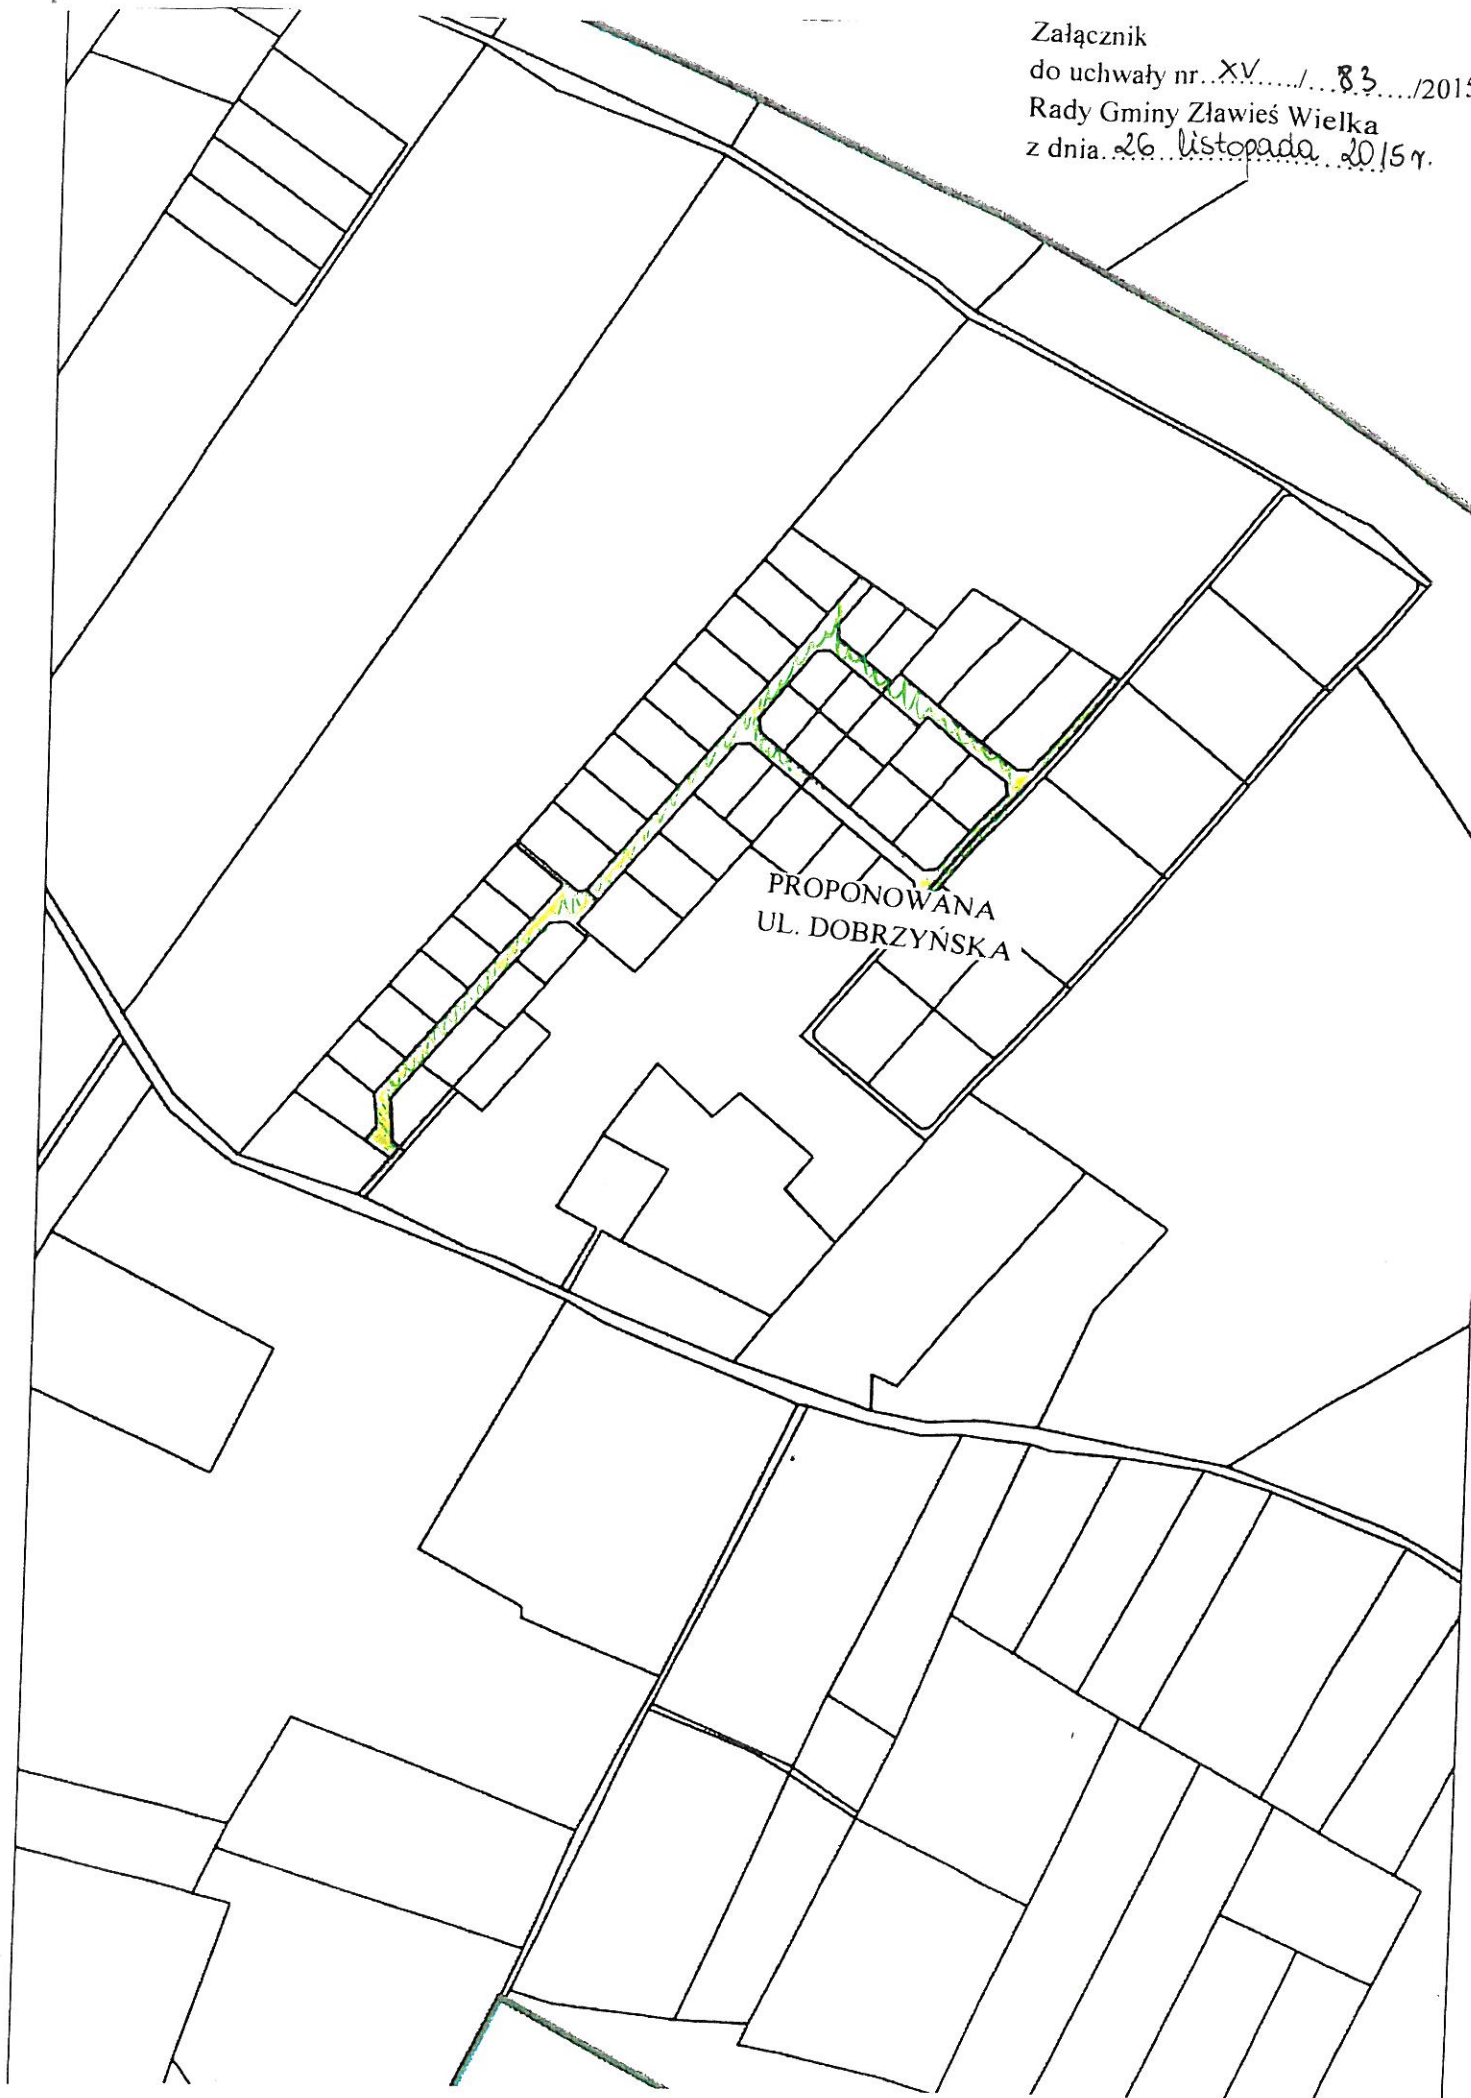 Załącznik
do uchwały nr...XV....../....83..../2015
Rady Gminy Zławieś Wielka
z dnia..26..listopada..2015r.
PROPONOWANA
UL. DOBRZYŃSKA